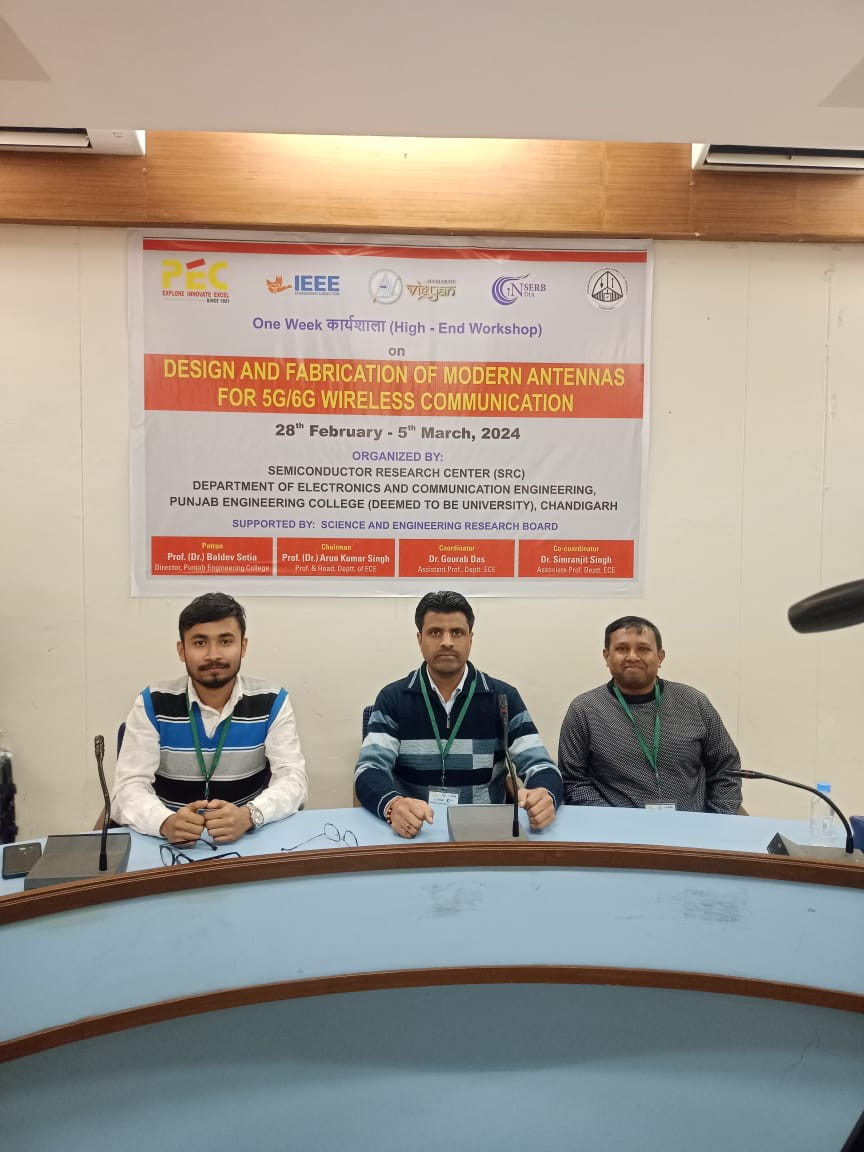 PEC
EXPLORE INNOVATE EXCEL
SINCE 1921
IEEE
ACCELERATE
vigyan
SERB
INDIA
One Week कार्यशाला (High - End Workshop)
on
DESIGN AND FABRICATION OF MODERN ANTENNAS
FOR 5G/6G WIRELESS COMMUNICATION
28th February - 5th March, 2024
ORGANIZED BY:
SEMICONDUCTOR RESEARCH CENTER (SRC)
DEPARTMENT OF ELECTRONICS AND COMMUNICATION ENGINEERING,
PUNJAB ENGINEERING COLLEGE (DEEMED TO BE UNIVERSITY), CHANDIGARH
SUPPORTED BY: SCIENCE AND ENGINEERING RESEARCH BOARD
Patron
Prof. (Dr.) Baldev Setia
Director, Punjab Engineering College
Chairman
Prof. (Dr.) Arun Kumar Singh
Prof. & Head, Deptt. of ECE
Coordinator
Dr. Gourab Das
Assistant Prof., Deptt. ECE
Co-coordinator
Dr. Simranjit Singh
Associate Prof. Deptt. ECE